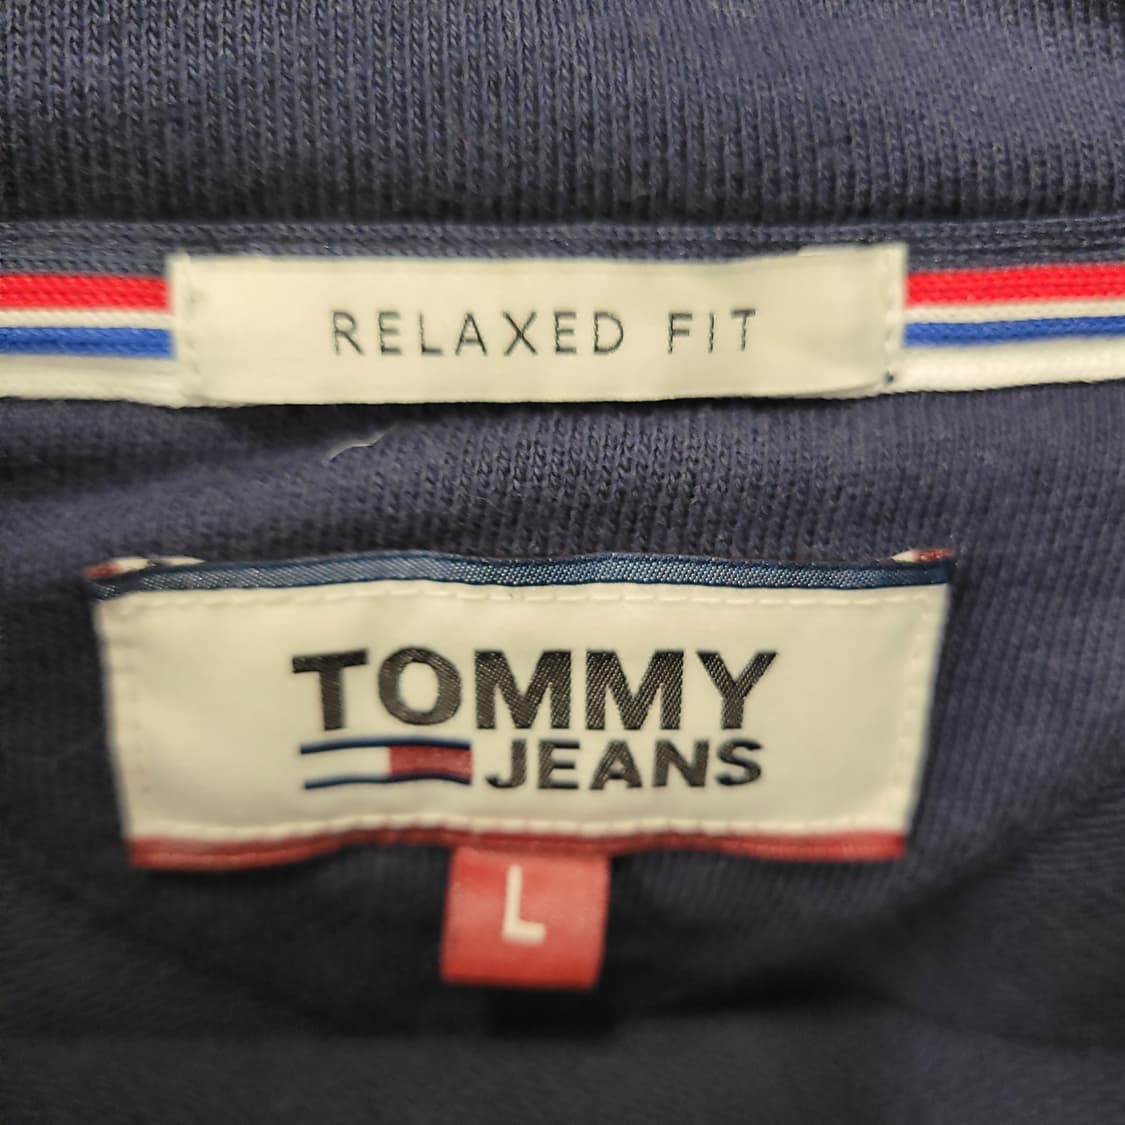 RELAXED FIT
TOMMY
JEANS
L